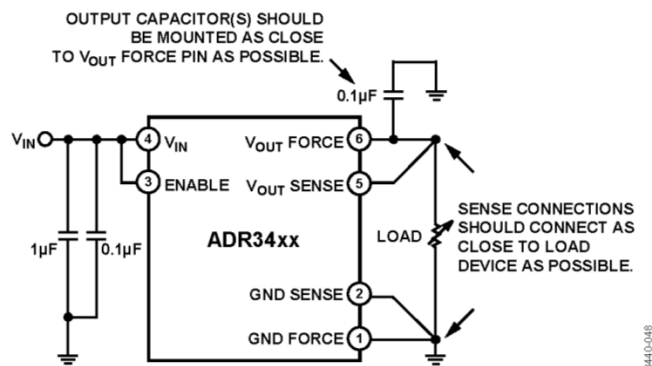 OUTPUT CAPACITOR(S) SHOULD
BE MOUNTED AS CLOSE
TO VOUT FORCE PIN AS POSSIBLE.
0.1µF
VIN
4
VIN
VOUT FORCE
6
3
ENABLE
VOUT SENSE
5
1µF
0.1µF
ADR34xx
LOAD
SENSE CONNECTIONS
SHOULD CONNECT AS
CLOSE TO LOAD
DEVICE AS POSSIBLE.
GND SENSE
2
GND FORCE
1